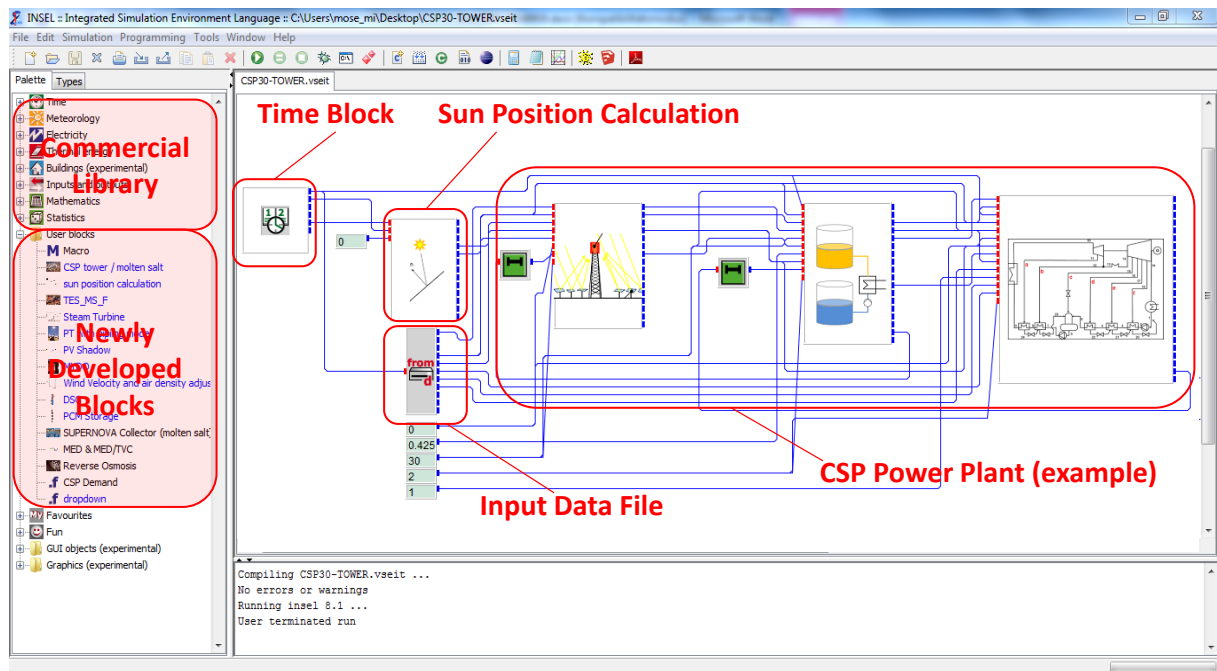 INSEL :: Integrated Simulation Environment Language :: C:\Users\mose_mi\Desktop\CSP30-TOWER.vseit
File Edit Simulation Programming Tools Window Help
Palette Types
CSP30-TOWER.vseit
Time
Meteorology
Electricity
Thermal energy
Buildings (experimental)
Inputs and outputs
Mathematics
Statistics
Commercial
Library
User blocks
Macro
CSP tower / molten salt
sun position calculation
TES_MS_F
Steam Turbine
PV Shadow
Wind Velocity and air density adjus
PCM Storage
SUPERNOVA Collector (molten salt)
MED & MED/TVC
Reverse Osmosis
CSP Demand
dropdown
Newly
Developed
Blocks
Favourites
Fun
GUI objects (experimental)
Graphics (experimental)
Time Block
Sun Position Calculation
0
from
d
0
0.425
30
2
1
Input Data File
CSP Power Plant (example)
Compiling CSP30-TOWER.vseit ...
No errors or warnings
Running insel 8.1 ...
User terminated run